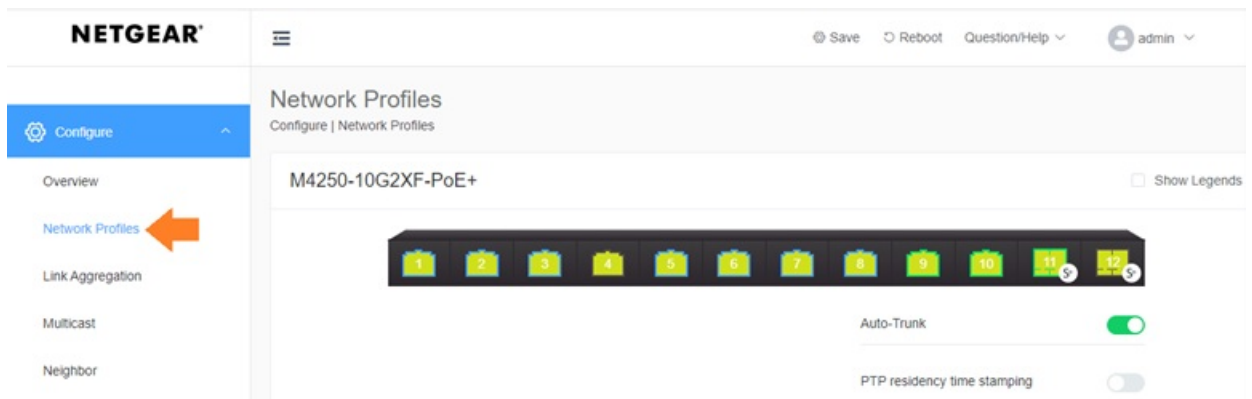 NETGEAR
Save Reboot Question/Help admin
Network Profiles
Configure | Network Profiles
Configure
Overview
Network Profiles
Link Aggregation
Multicast
Neighbor
M4250-10G2XF-PoE+
Show Legends
1 2 3 4 5 6 7 8 9 10 11 S+ 12 S+
Auto-Trunk
PTP residency time stamping